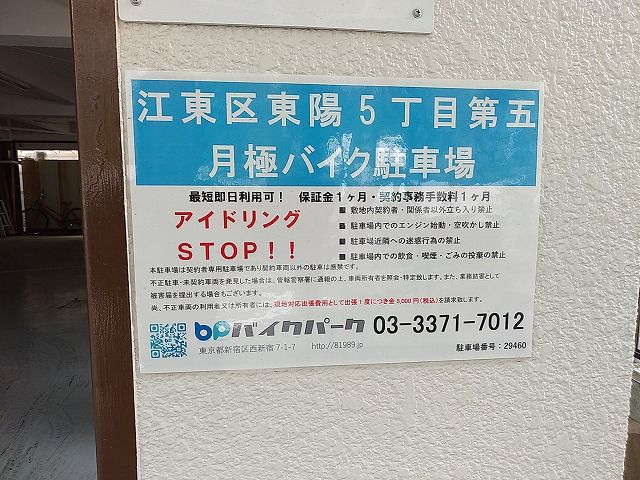 江東区東陽5丁目第五
月極バイク駐車場
最短即日利用可! 保証金1ヶ月・契約事務手数料1ヶ月
アイドリング
STOP!!
■ 敷地内契約者・関係者以外立ち入り禁止
■ 駐車場内でのエンジン始動・空吹かし禁止
■ 駐車場近隣への迷惑行為の禁止
■ 駐車場内での飲食・喫煙・ごみの投棄の禁止
本駐車場は契約者専用駐車場であり契約車両以外の駐車は厳禁です。
不正駐車・未契約車両を発見した場合は、管轄警察署に通報の上、車両所有者を照会・特定致します。また、業務妨害として
被害届を提出する場合もございます。
尚、不正車両の利用者又は所有者には、現地対応出張費用として出張1度につき金5,000円(税込)を請求致します。
bp バイクパーク 03-3371-7012
東京都新宿区西新宿 7-1-7 http://81989.jp 駐車場番号:29460